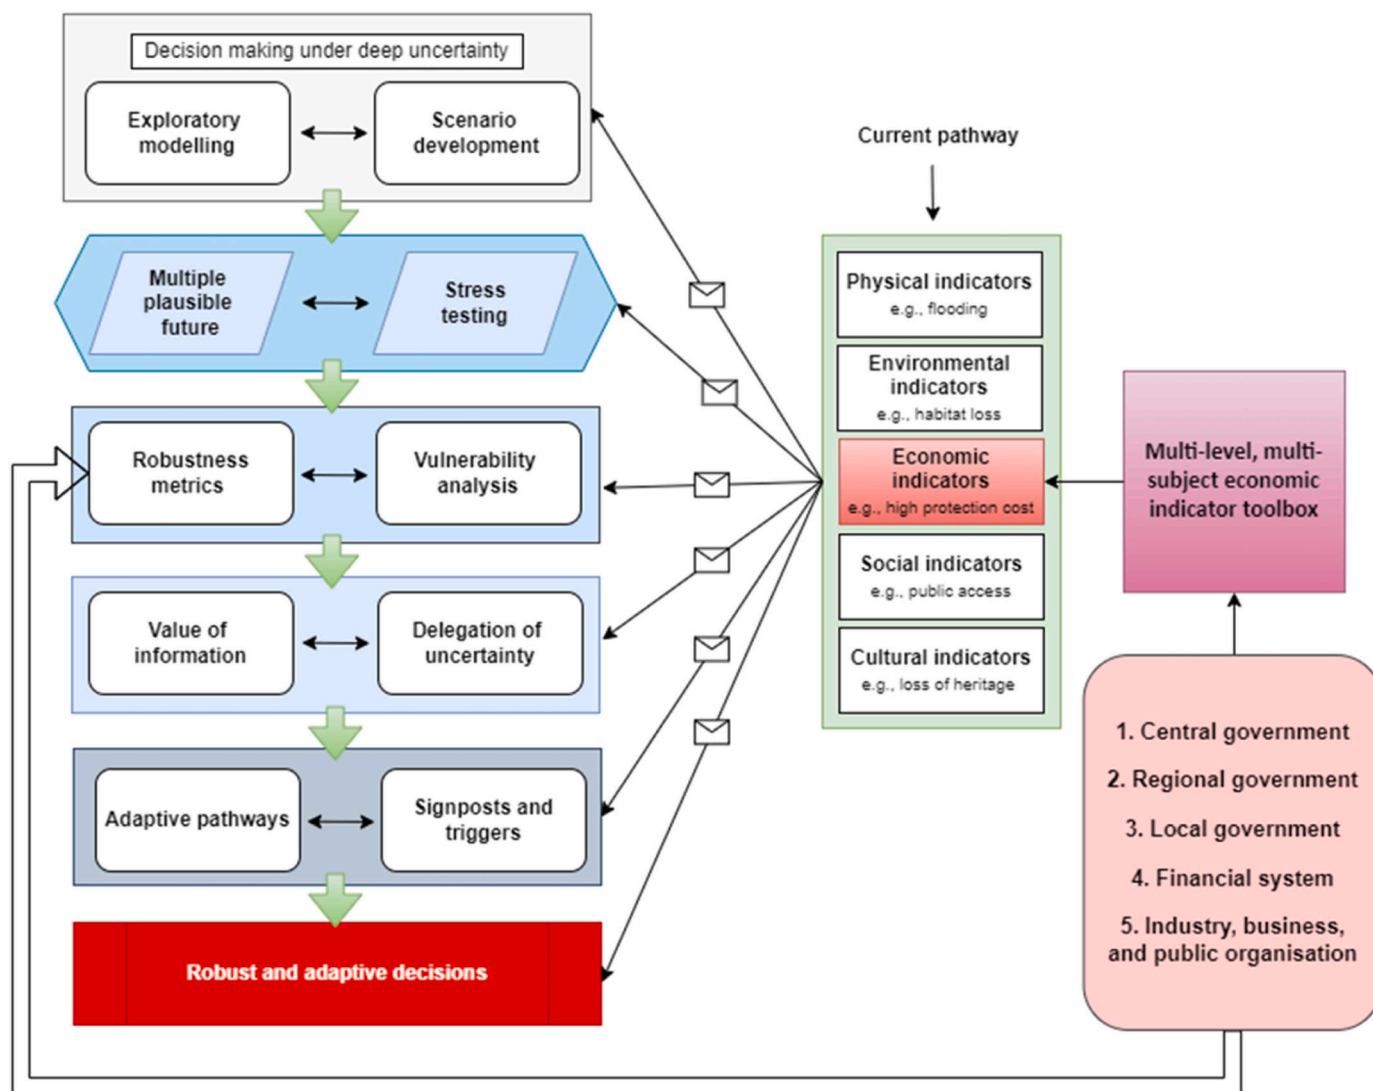 Decision making under deep uncertainty
Exploratory
modelling
Scenario
development
Multiple
plausible
future
Stress
testing
Robustness
metrics
Vulnerability
analysis
Value of
information
Delegation of
uncertainty
Adaptive pathways
Signposts and
triggers
Robust and adaptive decisions
Current pathway
Physical indicators
e.g., flooding
Environmental
indicators
e.g., habitat loss
Economic
indicators
e.g., high protection cost
Social indicators
e.g., public access
Cultural indicators
e.g., loss of heritage
Multi-level, multi-
subject economic
indicator toolbox
1. Central government
2. Regional government
3. Local government
4. Financial system
5. Industry, business,
and public organisation